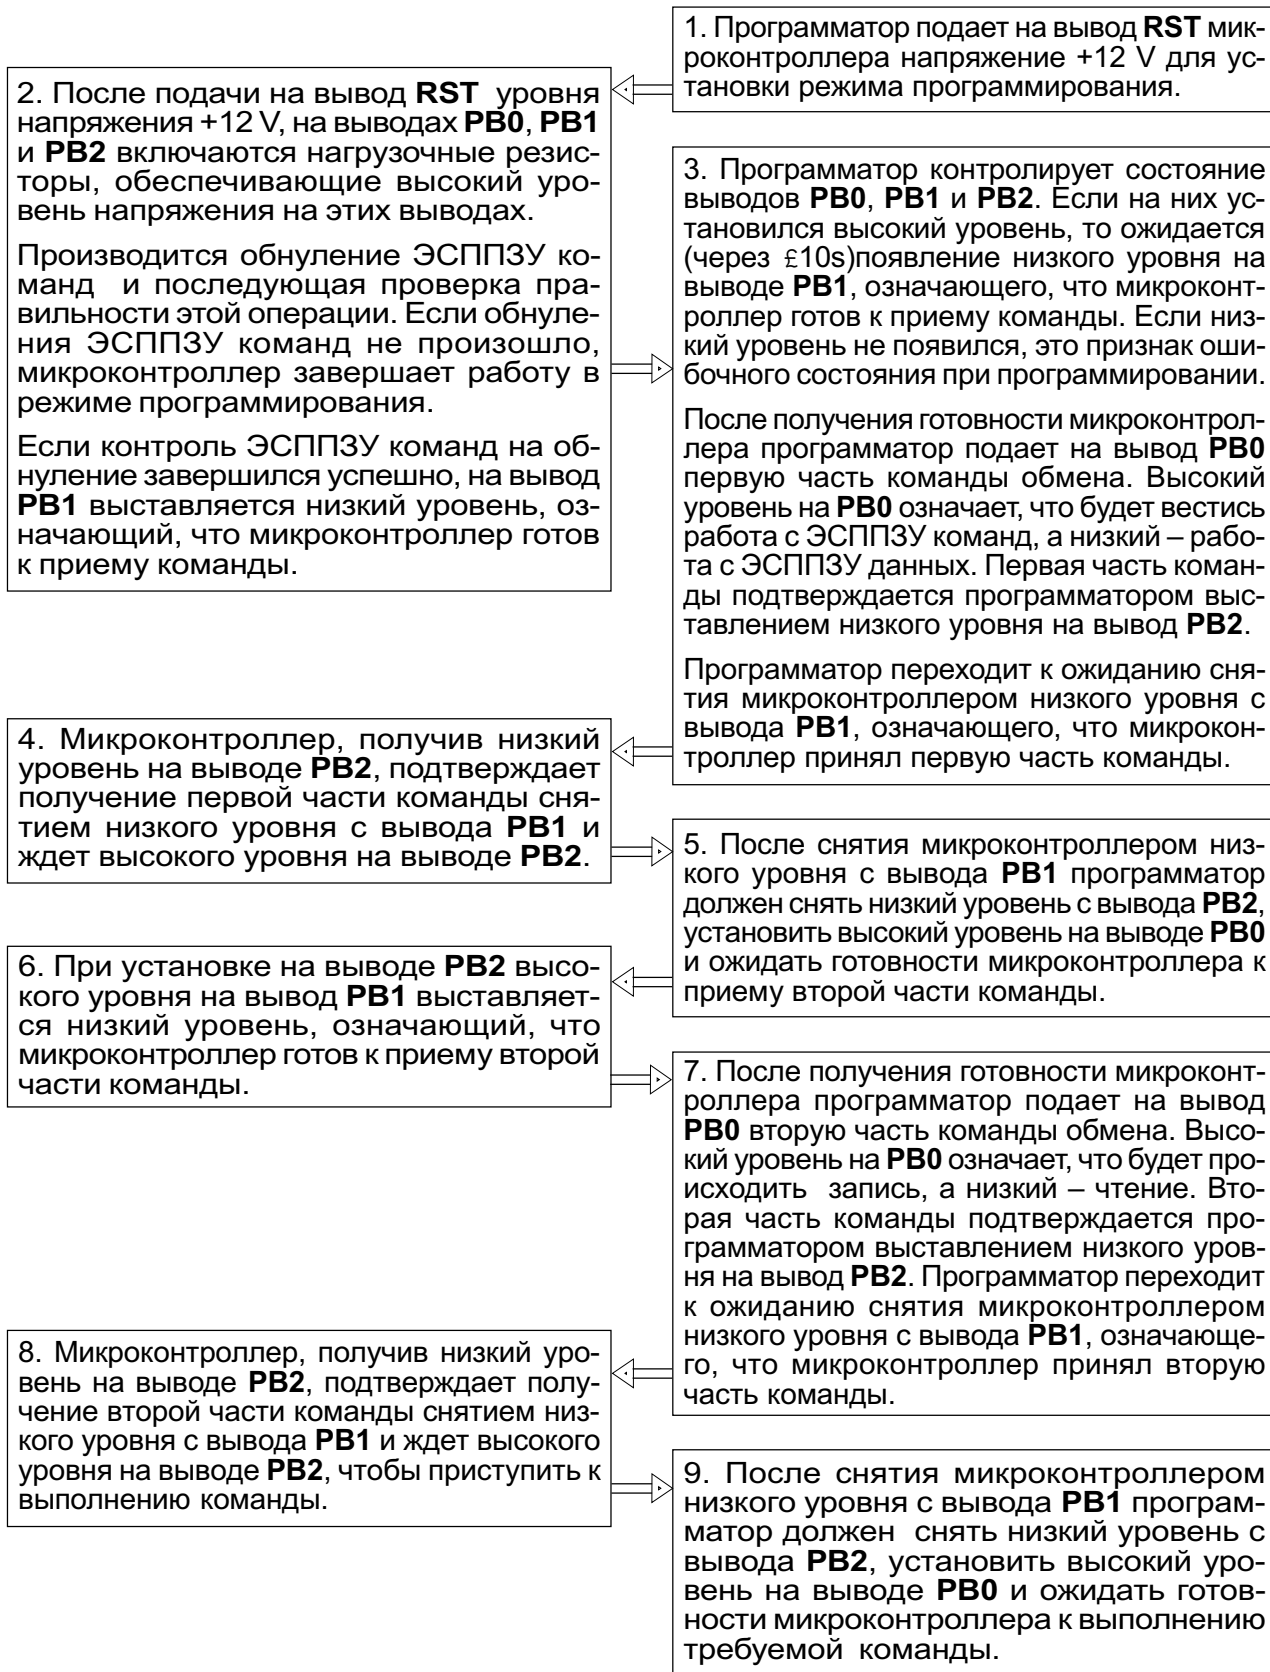 1. Программатор подает на вывод RST мик-
роконтроллера напряжение +12 V для ус-
тановки режима программирования.
2. После подачи на вывод RST уровня
напряжения +12 V, на выводах PB0, PB1
и PB2 включаются нагрузочные резис-
торы, обеспечивающие высокий уро-
вень напряжения на этих выводах.
Производится обнуление ЭСППЗУ ко-
манд и последующая проверка пра-
вильности этой операции. Если обнуле-
ния ЭСППЗУ команд не произошло,
микроконтроллер завершает работу в
режиме программирования.
Если контроль ЭСППЗУ команд на об-
нуление завершился успешно, на вывод
PB1 выставляется низкий уровень, оз-
начающий, что микроконтроллер готов
к приему команды.
3. Программатор контролирует состояние
выводов PB0, PB1 и PB2. Если на них ус-
тановился высокий уровень, то ожидается
(через £10s)появление низкого уровня на
выводе PB1, означающего, что микроконт-
роллер готов к приему команды. Если низ-
кий уровень не появился, это признак оши-
бочного состояния при программировании.
После получения готовности микроконтрол-
лера программатор подает на вывод PB0
первую часть команды обмена. Высокий
уровень на PB0 означает, что будет вестись
работа с ЭСППЗУ команд, а низкий – рабо-
та с ЭСППЗУ данных. Первая часть коман-
ды подтверждается программатором выс-
тавлением низкого уровня на вывод PB2.
Программатор переходит к ожиданию сня-
тия микроконтроллером низкого уровня с
вывода PB1, означающего, что микрокон-
троллер принял первую часть команды.
4. Микроконтроллер, получив низкий
уровень на выводе PB2, подтверждает
получение первой части команды сня-
тием низкого уровня с вывода PB1 и
ждет высокого уровня на выводе PB2.
5. После снятия микроконтроллером низ-
кого уровня с вывода PB1 программатор
должен снять низкий уровень с вывода PB2,
установить высокий уровень на выводе PB0
и ожидать готовности микроконтроллера к
приему второй части команды.
6. При установке на выводе PB2 высо-
кого уровня на вывод PB1 выставляет-
ся низкий уровень, означающий, что
микроконтроллер готов к приему второй
части команды.
7. После получения готовности микроконт-
роллера программатор подает на вывод
PB0 вторую часть команды обмена. Высо-
кий уровень на PB0 означает, что будет про-
исходить запись, а низкий – чтение. Вто-
рая часть команды подтверждается про-
грамматором выставлением низкого уров-
ня на вывод PB2. Программатор переходит
к ожиданию снятия микроконтроллером
низкого уровня с вывода PB1, означающе-
го, что микроконтроллер принял вторую
часть команды.
8. Микроконтроллер, получив низкий уро-
вень на выводе PB2, подтверждает полу-
чение второй части команды снятием низ-
кого уровня с вывода PB1 и ждет высокого
уровня на выводе PB2, чтобы приступить к
выполнению команды.
9. После снятия микроконтроллером
низкого уровня с вывода PB1 програм-
матор должен снять низкий уровень с
вывода PB2, установить высокий уро-
вень на выводе PB0 и ожидать готов-
ности микроконтроллера к выполнению
требуемой команды.